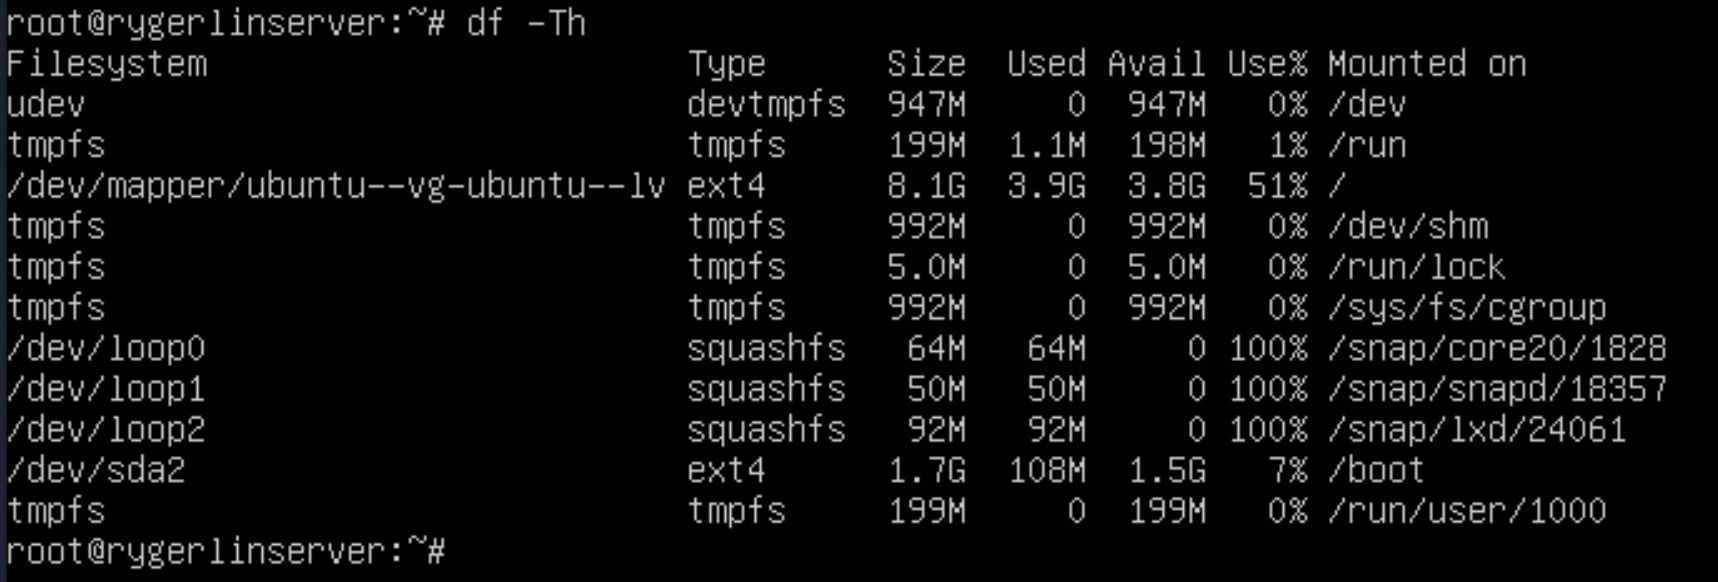 root@rygerlinserver:~# df -Th
Filesystem                        Type      Size  Used Avail Use% Mounted on
udev                              devtmpfs  947M     0  947M   0% /dev
tmpfs                             tmpfs     199M  1.1M  198M   1% /run
/dev/mapper/ubuntu--vg-ubuntu--lv ext4      8.1G  3.9G  3.8G  51% /
tmpfs                             tmpfs     992M     0  992M   0% /dev/shm
tmpfs                             tmpfs     5.0M     0  5.0M   0% /run/lock
tmpfs                             tmpfs     992M     0  992M   0% /sys/fs/cgroup
/dev/loop0                        squashfs   64M   64M     0 100% /snap/core20/1828
/dev/loop1                        squashfs   50M   50M     0 100% /snap/snapd/18357
/dev/loop2                        squashfs   92M   92M     0 100% /snap/lxd/24061
/dev/sda2                         ext4      1.7G  108M  1.5G   7% /boot
tmpfs                             tmpfs     199M     0  199M   0% /run/user/1000
root@rygerlinserver:~#